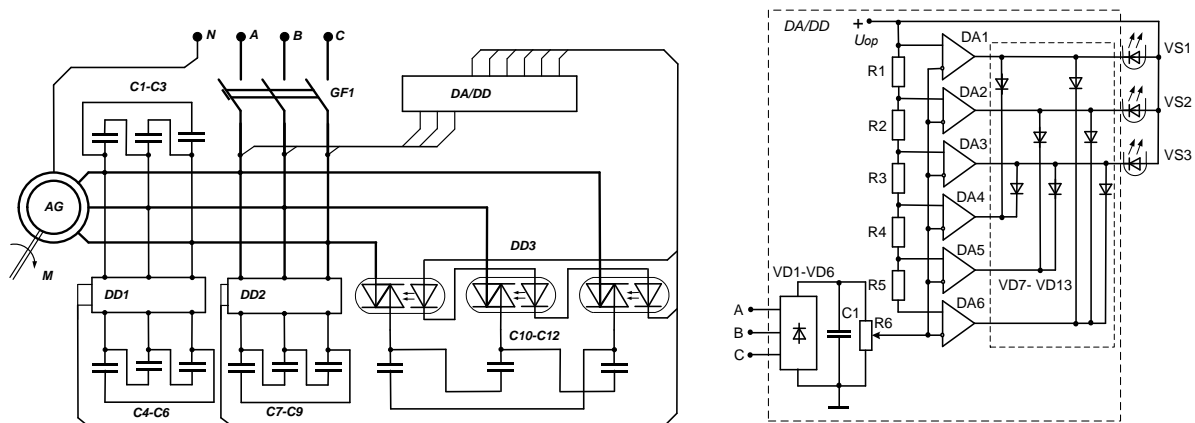 N
A
B
C
C1-C3
GF1
DA/DD
AG
M
DD3
DD1
DD2
C10-C12
C4-C6
C7-C9
DA/DD
+
Uop
DA1
VS1
R1
DA2
VS2
R2
DA3
VS3
R3
DA4
R4
DA5
VD1-VD6
R5
VD7- VD13
DA6
A
C1
R6
B
C